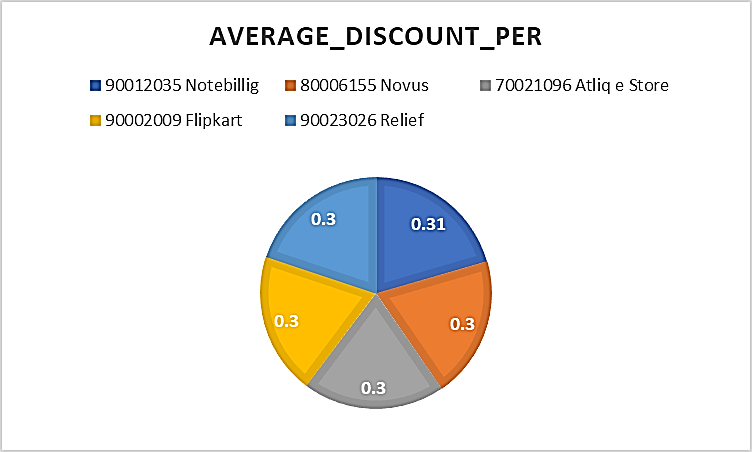 AVERAGE_DISCOUNT_PER
90012035 Notebillig 80006155 Novus 70021096 Atliq e Store
90002009 Flipkart 90023026 Relief
0.3 0.31
0.3 0.3
0.3